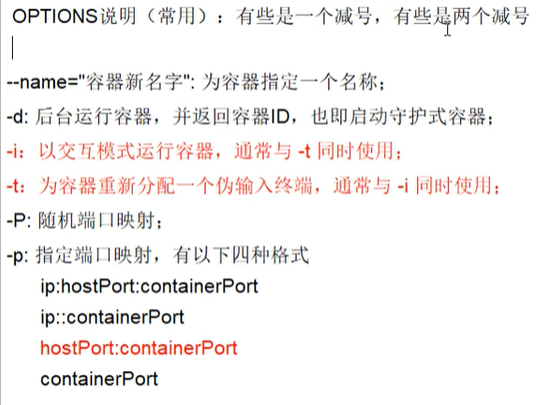 OPTIONS说明（常用）：有些是一个减号，有些是两个减号
--name="容器新名字": 为容器指定一个名称；
-d: 后台运行容器，并返回容器ID，也即启动守护式容器；
-i：以交互模式运行容器，通常与 -t 同时使用；
-t：为容器重新分配一个伪输入终端，通常与 -i 同时使用；
-P: 随机端口映射；
-p: 指定端口映射，有以下四种格式
ip:hostPort:containerPort
ip::containerPort
hostPort:containerPort
containerPort